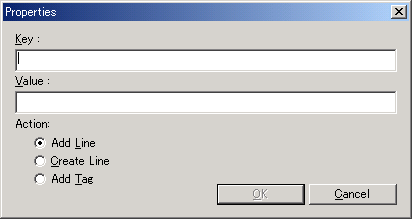 Properties
Key :
Value :
Action:
Add Line
Create Line
Add Tag
OK
Cancel